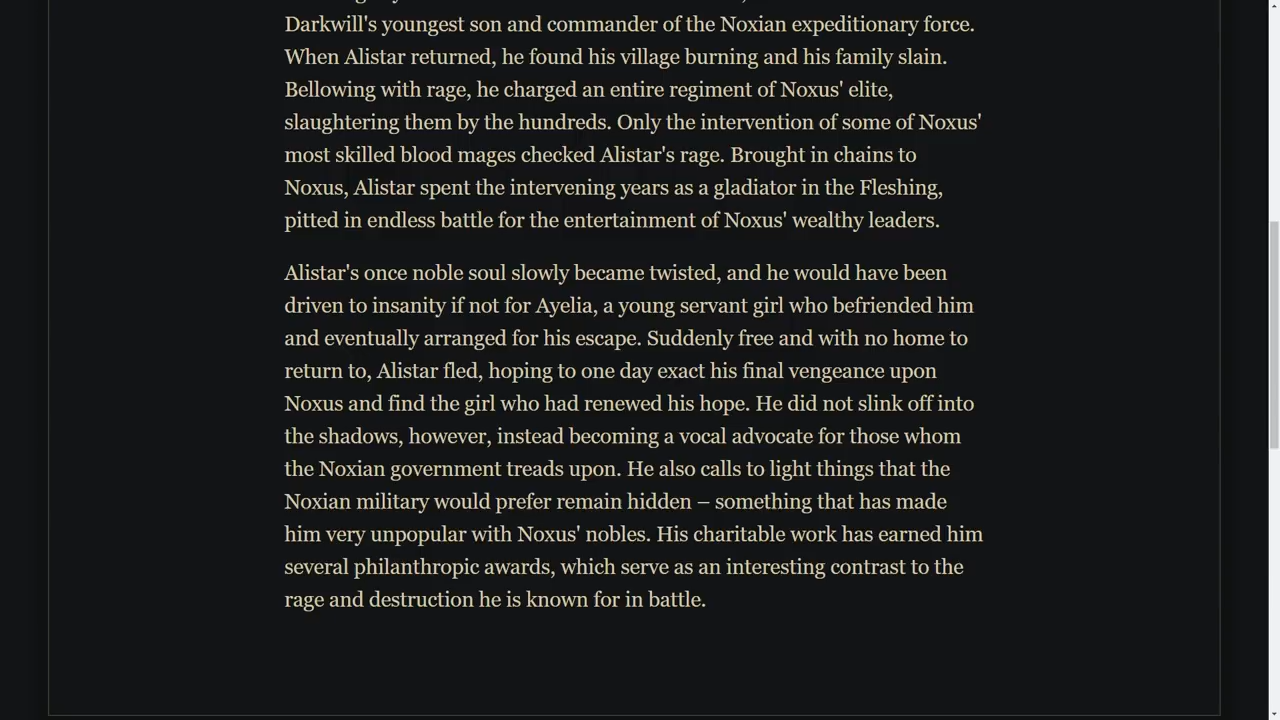 Darkwill's youngest son and commander of the Noxian expeditionary force.
When Alistar returned, he found his village burning and his family slain.
Bellowing with rage, he charged an entire regiment of Noxus' elite,
slaughtering them by the hundreds. Only the intervention of some of Noxus'
most skilled blood mages checked Alistar's rage. Brought in chains to
Noxus, Alistar spent the intervening years as a gladiator in the Fleshing,
pitted in endless battle for the entertainment of Noxus' wealthy leaders.
Alistar's once noble soul slowly became twisted, and he would have been
driven to insanity if not for Ayelia, a young servant girl who befriended him
and eventually arranged for his escape. Suddenly free and with no home to
return to, Alistar fled, hoping to one day exact his final vengeance upon
Noxus and find the girl who had renewed his hope. He did not slink off into
the shadows, however, instead becoming a vocal advocate for those whom
the Noxian government treads upon. He also calls to light things that the
Noxian military would prefer remain hidden – something that has made
him very unpopular with Noxus' nobles. His charitable work has earned him
several philanthropic awards, which serve as an interesting contrast to the
rage and destruction he is known for in battle.